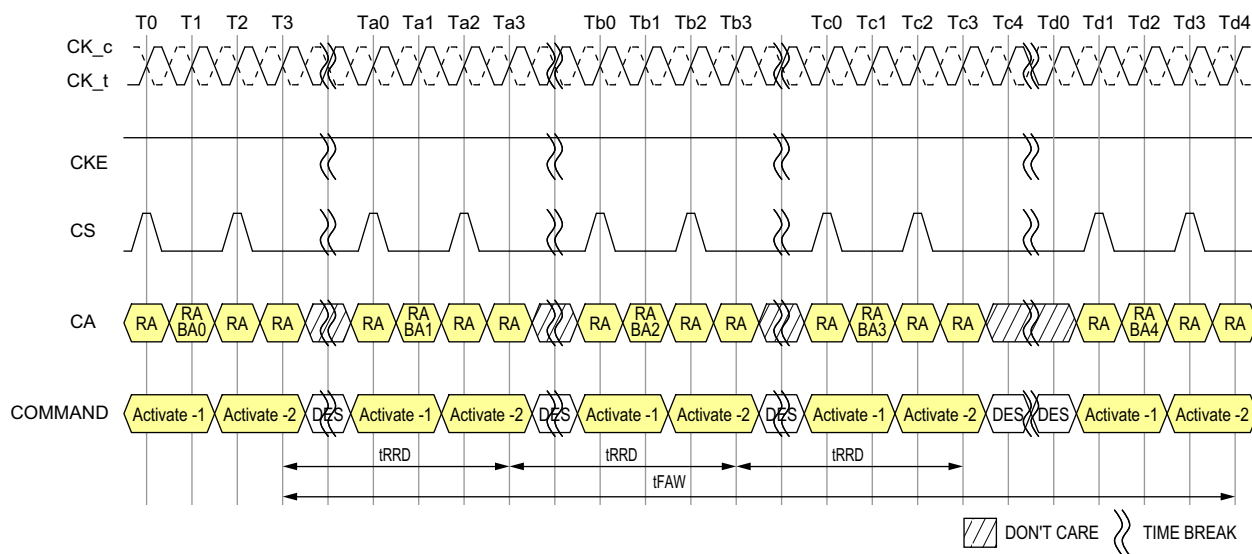 T0 T1 T2 T3 Ta0 Ta1 Ta2 Ta3 Tb0 Tb1 Tb2 Tb3 Tc0 Tc1 Tc2 Tc3 Tc4 Td0 Td1 Td2 Td3 Td4
CK_c
CK_t
CKE
CS
CA RA RA BA0 RA RA RA RA BA1 RA RA RA RA BA2 RA RA RA RA BA3 RA RA RA RA BA4 RA RA
COMMAND Activate -1 Activate -2 DES Activate -1 Activate -2 DES Activate -1 Activate -2 DES Activate -1 Activate -2 DES DES Activate -1 Activate -2
tRRD tRRD tRRD
tFAW
DON'T CARE TIME BREAK